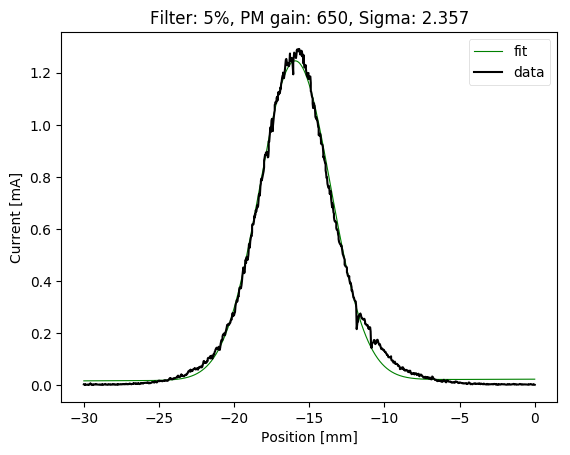 Filter: 5%, PM gain: 650, Sigma: 2.357
fit
data
1.2
1.0
0.8
0.6
0.4
0.2
0.0
Current [mA]
−30
−25
−20
−15
−10
−5
0
Position [mm]